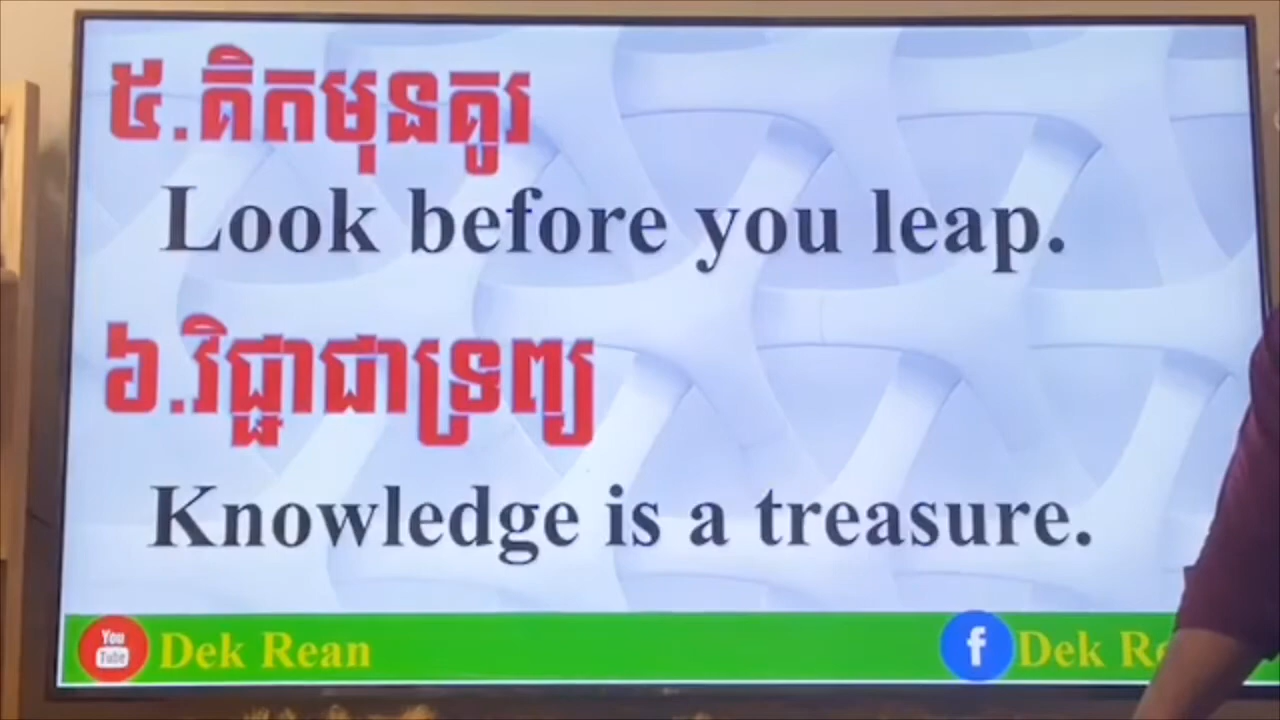 ៥.គិតមុនគូរ
Look before you leap.
៦.វិជ្ជាជាទ្រព្យ
Knowledge is a treasure.
You Tube Dek Rean
f Dek